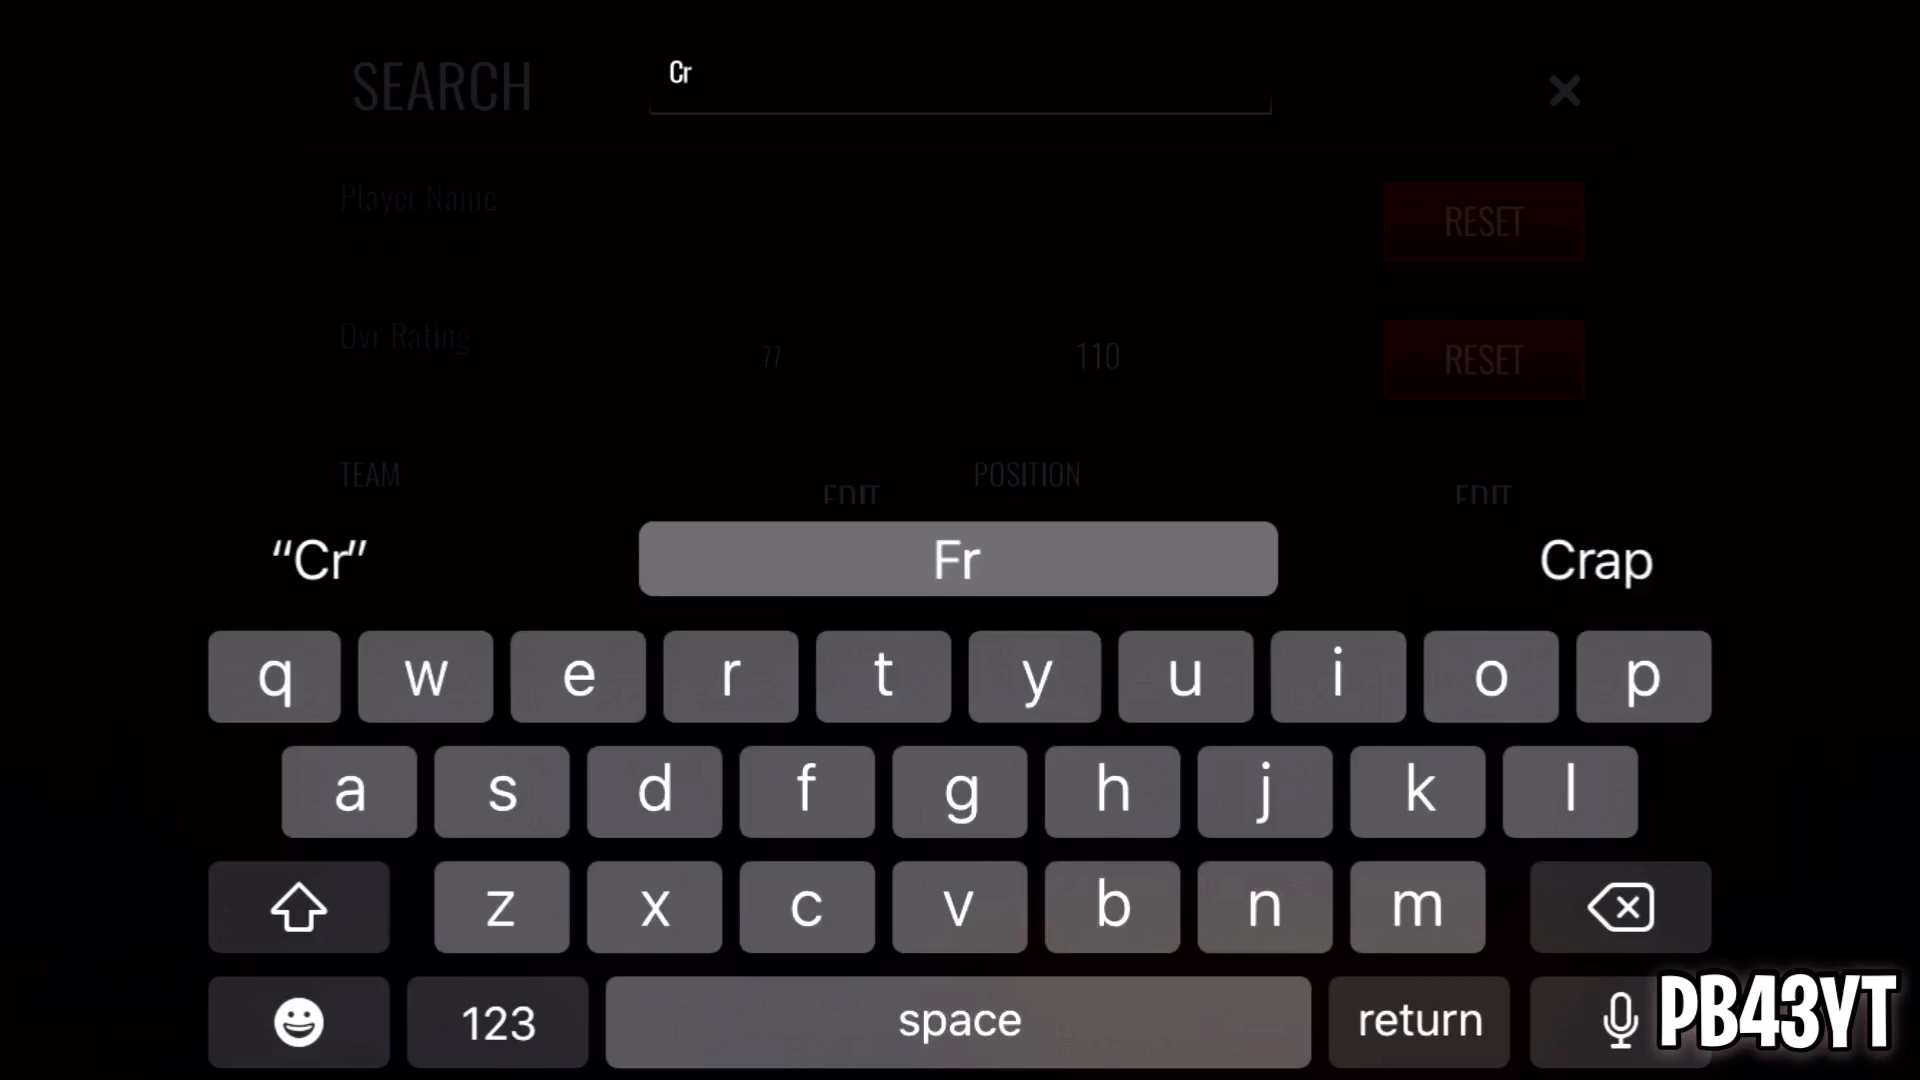 SEARCH Cr
Player Name RESET
Ovr Rating 77 110 RESET
TEAM EDIT POSITION EDIT
“Cr” Fr Crap
q w e r t y u i o p
a s d f g h j k l
z x c v b n m
123 space return
PB43YT